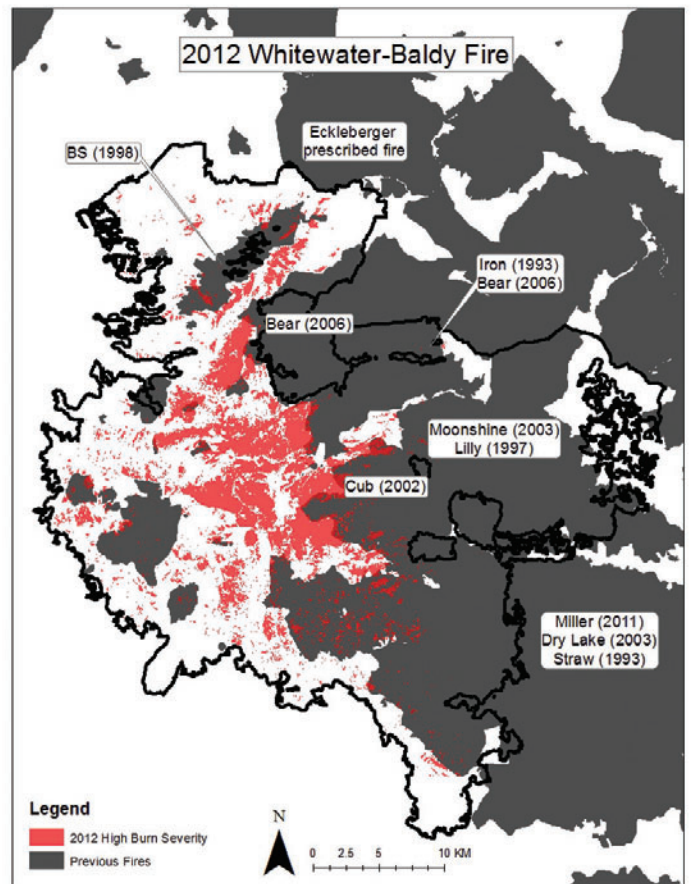 2012 Whitewater-Baldy Fire
Eckleberger
prescribed fire
BS (1998)
Iron (1993)
Bear (2006)
Bear (2006)
Moonshine (2003)
Lilly (1997)
Cub (2002)
Miller (2011)
Dry Lake (2003)
Straw (1993)
Legend
2012 High Burn Severity
Previous Fires
N
0 2.5 5 10 KM